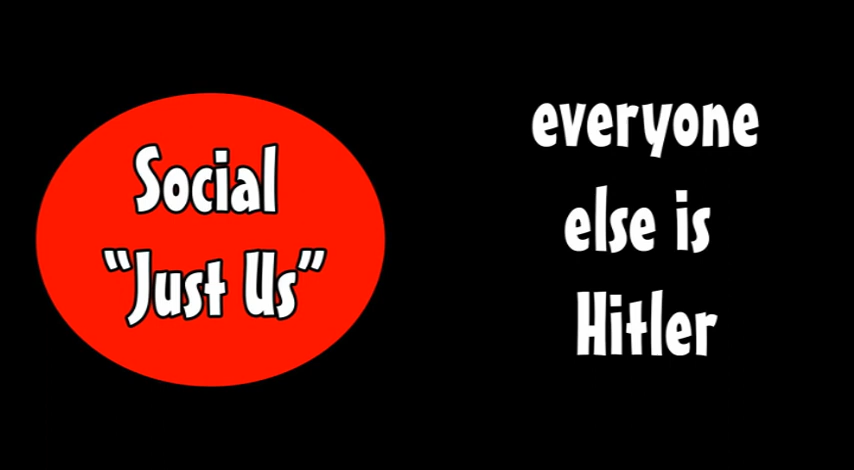 Social
“Just Us”
everyone
else is
Hitler